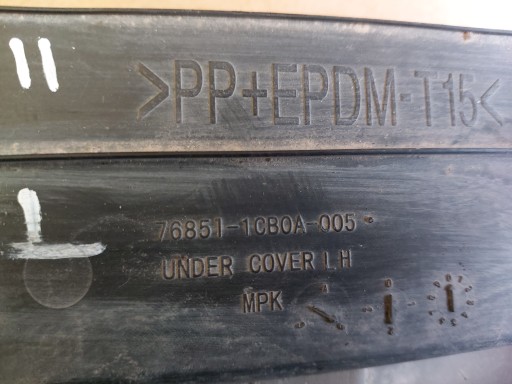 >PP+EPDM-T15<
76851-1CB0A-005
UNDER COVER LH
MPK